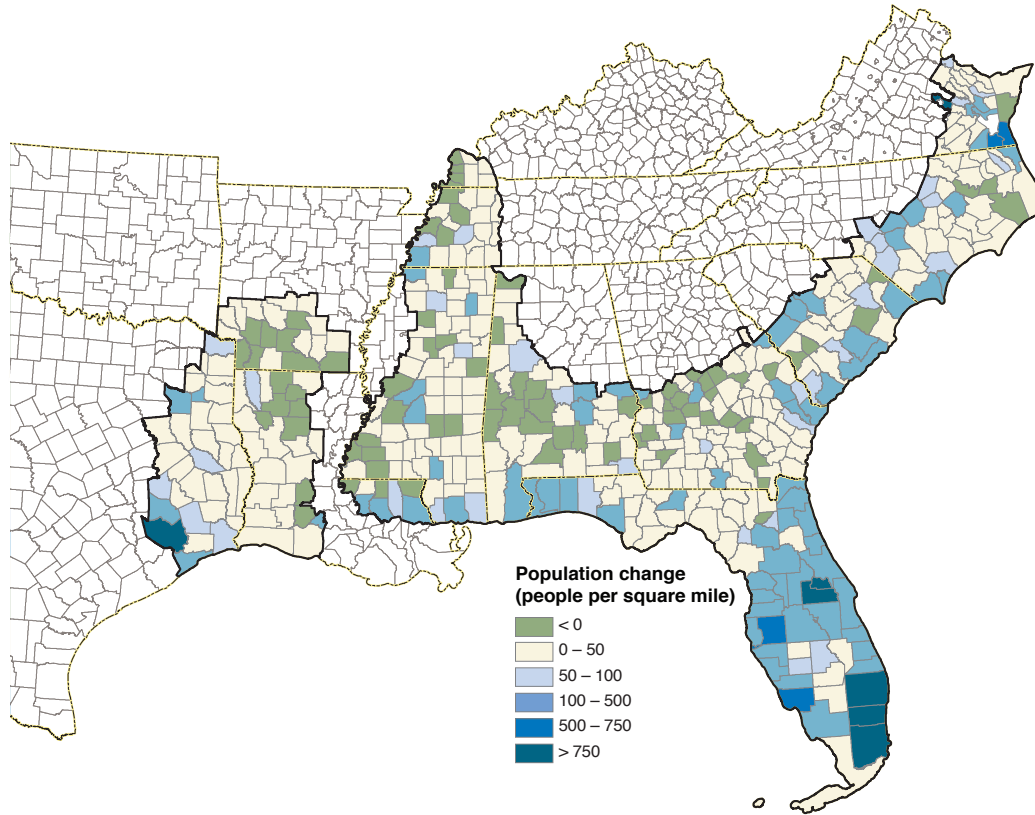 Population change
(people per square mile)
< 0
0 – 50
50 – 100
100 – 500
500 – 750
> 750